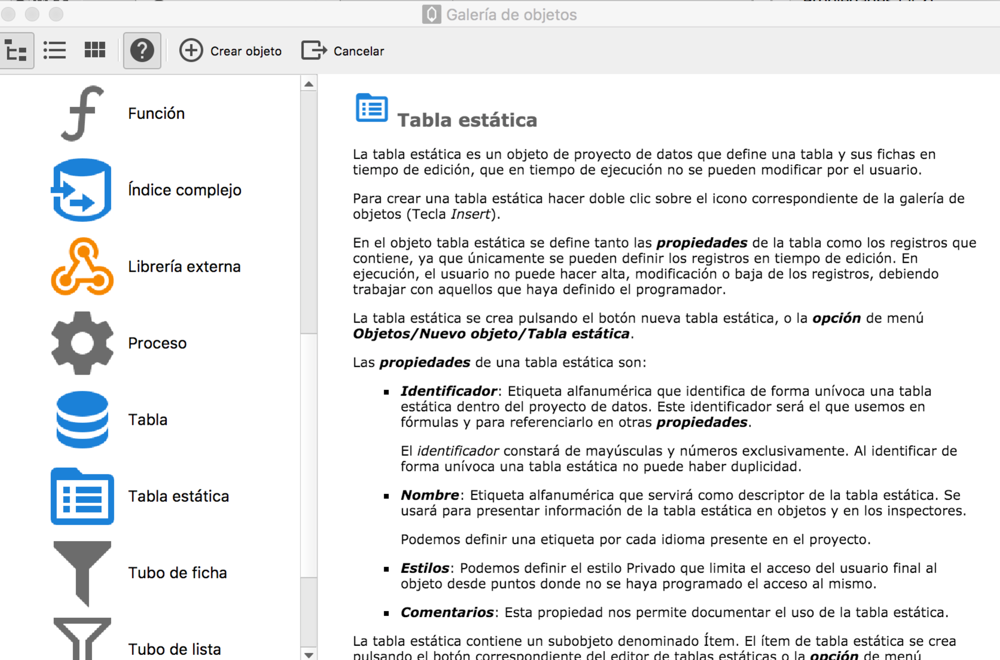 Galería de objetos
Crear objeto
Cancelar
Función
Índice complejo
Librería externa
Proceso
Tabla
Tabla estática
Tubo de ficha
Tubo de lista
Tabla estática
La tabla estática es un objeto de proyecto de datos que define una tabla y sus fichas en
tiempo de edición, que en tiempo de ejecución no se pueden modificar por el usuario.
Para crear una tabla estática hacer doble clic sobre el icono correspondiente de la galería de
objetos (Tecla Insert).
En el objeto tabla estática se define tanto las propiedades de la tabla como los registros que
contiene, ya que únicamente se pueden definir los registros en tiempo de edición. En
ejecución, el usuario no puede hacer alta, modificación o baja de los registros, debiendo
trabajar con aquellos que haya definido el programador.
La tabla estática se crea pulsando el botón nueva tabla estática, o la opción de menú
Objetos/Nuevo objeto/Tabla estática.
Las propiedades de una tabla estática son:
▪ Identificador: Etiqueta alfanumérica que identifica de forma unívoca una tabla
estática dentro del proyecto de datos. Este identificador será el que usemos en
fórmulas y para referenciarlo en otras propiedades.
El identificador constará de mayúsculas y números exclusivamente. Al identificar de
forma unívoca una tabla estática no puede haber duplicidad.
▪ Nombre: Etiqueta alfanumérica que servirá como descriptor de la tabla estática. Se
usará para presentar información de la tabla estática en objetos y en los inspectores.
Podemos definir una etiqueta por cada idioma presente en el proyecto.
▪ Estilos: Podemos definir el estilo Privado que limita el acceso del usuario final al
objeto desde puntos donde no se haya programado el acceso al mismo.
▪ Comentarios: Esta propiedad nos permite documentar el uso de la tabla estática.
La tabla estática contiene un subobjeto denominado Ítem. El ítem de tabla estática se crea
pulsando el botón correspondiente del editor de tablas estáticas o la opción de menú